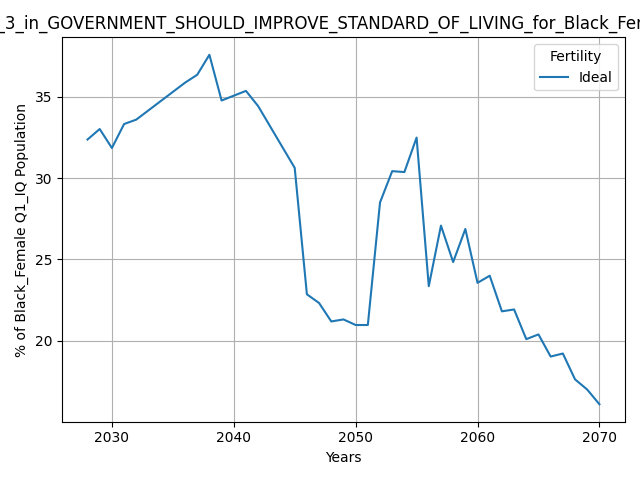 _3_in_GOVERNMENT_SHOULD_IMPROVE_STANDARD_OF_LIVING_for_Black_Fe
Fertility
Ideal
% of Black_Female Q1_IQ Population
35
30
25
20
2030 2040 2050 2060 2070
Years